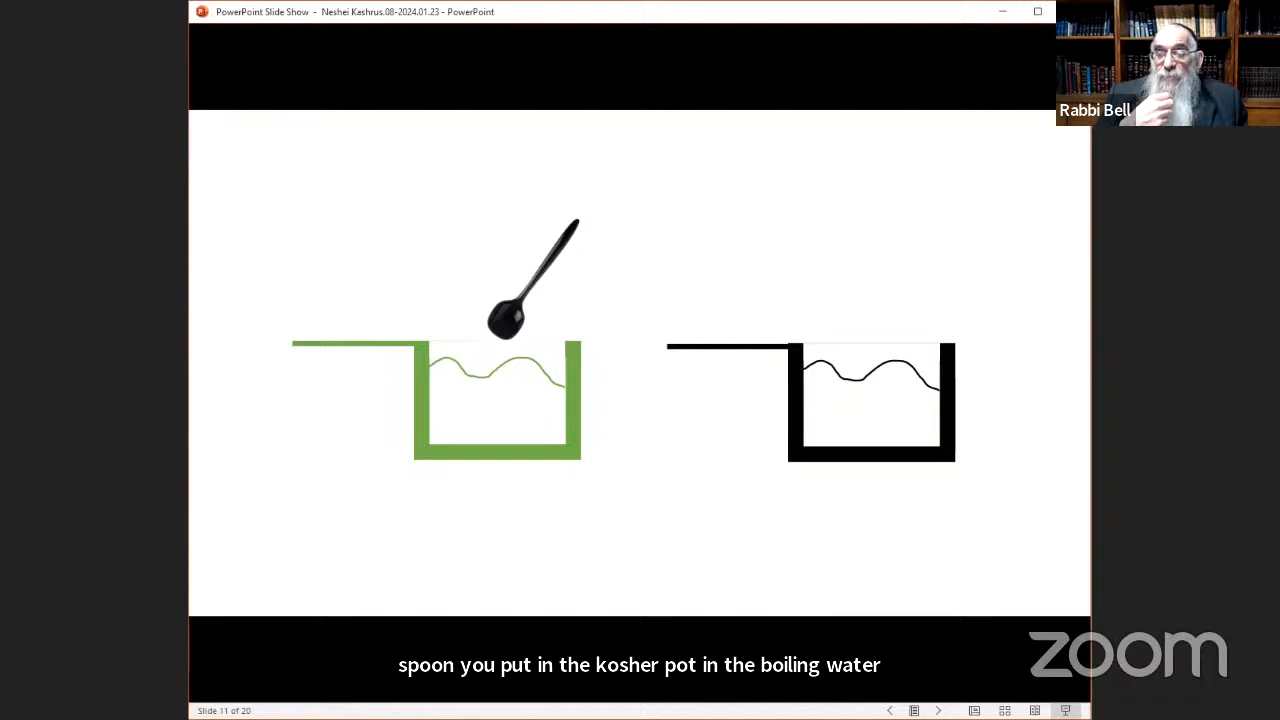 PowerPoint Slide Show - Neshei Kashrus.08-2024.01.23 - PowerPoint
Rabbi Bell
spoon you put in the kosher pot in the boiling water
zoom
Slide 11 of 20